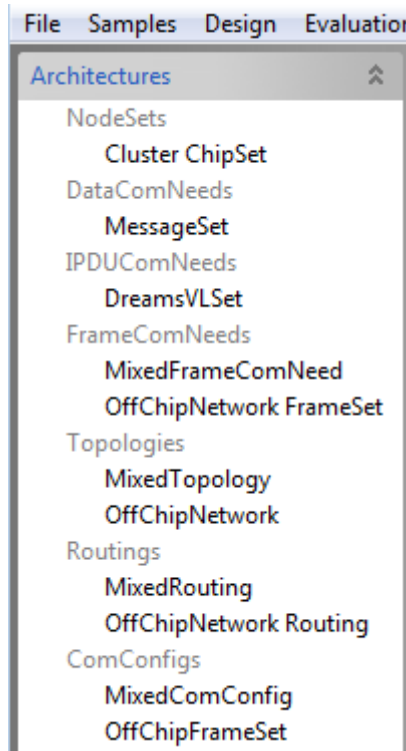 File Samples Design Evaluation
Architectures
NodeSets
Cluster ChipSet
DataComNeeds
MessageSet
IPDUComNeeds
DreamsVLSet
FrameComNeeds
MixedFrameComNeed
OffChipNetwork FrameSet
Topologies
MixedTopology
OffChipNetwork
Routings
MixedRouting
OffChipNetwork Routing
ComConfigs
MixedComConfig
OffChipFrameSet